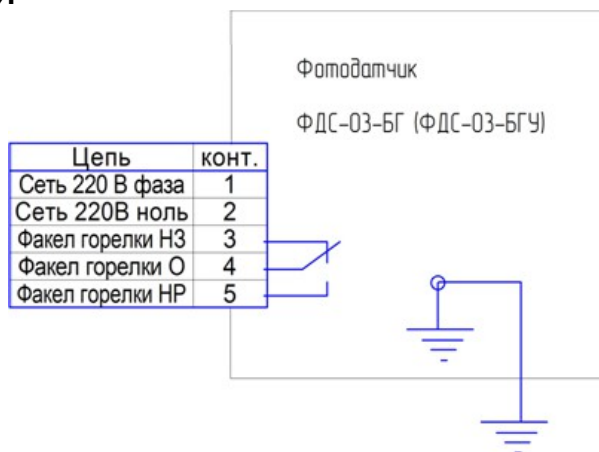 Фотодатчик
ФДС-03-БГ (ФДС-03-БГУ)
Цепь конт.
Сеть 220 В фаза 1
Сеть 220В ноль 2
Факел горелки НЗ 3
Факел горелки О 4
Факел горелки НР 5